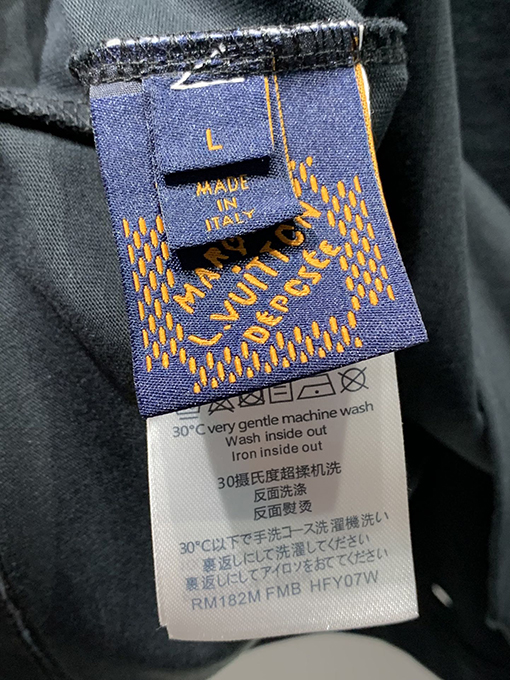 L
MADE
IN
ITALY
MARQ
L.VUITTON
DÉPOSÉE
30°C very gentle machine wash
Wash inside out
Iron inside out
30摄氏度超揉机洗
反面洗涤
反面熨烫
30°C以下で手洗コース洗濯機洗い
裏返しにして洗濯してください
裏返しにしてアイロンをおててください
RM182M FMB HFY07W